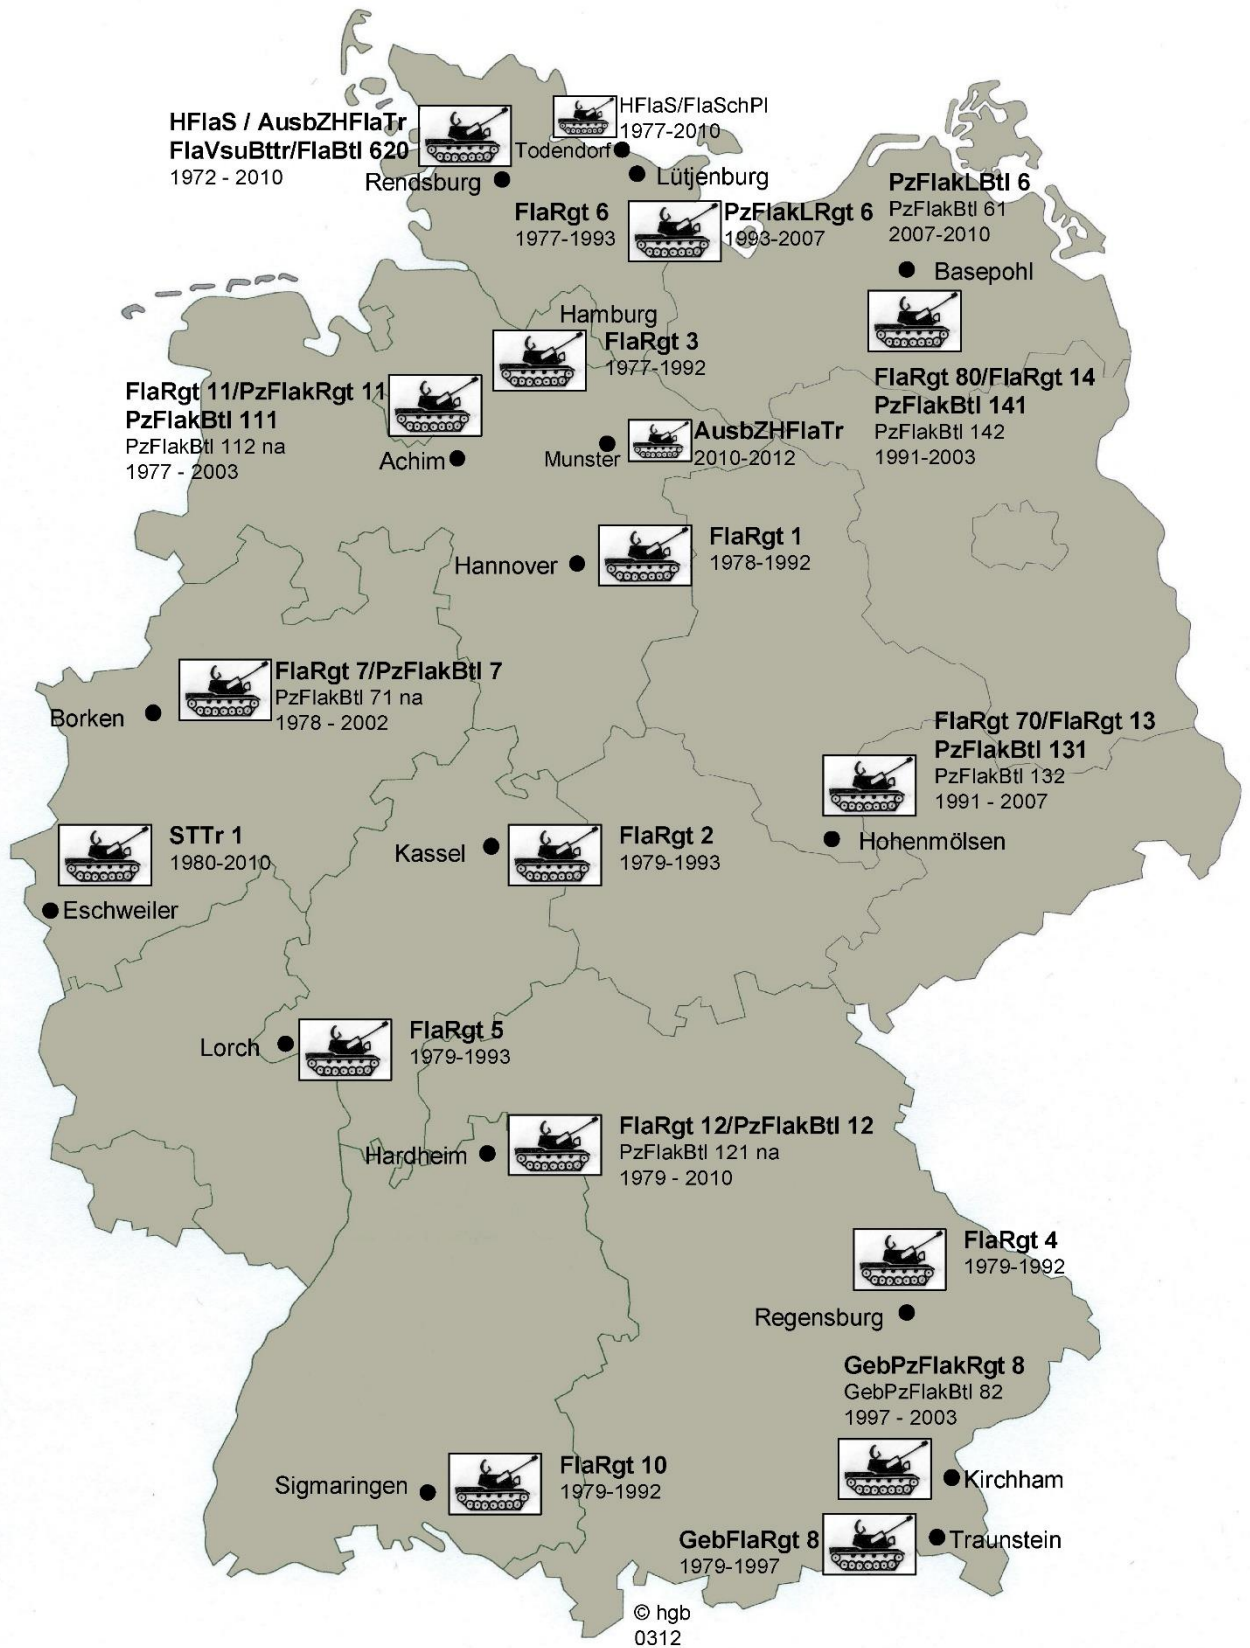 HFlaS / AusbZHFlaTr
FlaVsuBttr/FlaBtl 620
1972 - 2010
Rendsburg
HFlaS/FlaSchPl
1977-2010
Todendorf
Lütjenburg
FlaRgt 6
1977-1993
PzFlakLRgt 6
1993-2007
PzFlakLBtl 6
PzFlakBtl 61
2007-2010
Basepohl
Hamburg
FlaRgt 3
1977-1992
FlaRgt 11/PzFlakRgt 11
PzFlakBtl 111
PzFlakBtl 112 na
1977 - 2003
Achim
Munster
AusbZHFlaTr
2010-2012
FlaRgt 80/FlaRgt 14
PzFlakBtl 141
PzFlakBtl 142
1991-2003
Hannover
FlaRgt 1
1978-1992
FlaRgt 7/PzFlakBtl 7
PzFlakBtl 71 na
1978 - 2002
Borken
FlaRgt 70/FlaRgt 13
PzFlakBtl 131
PzFlakBtl 132
1991 - 2007
Hohenmölsen
STTr 1
1980-2010
Eschweiler
Kassel
FlaRgt 2
1979-1993
Lorch
FlaRgt 5
1979-1993
Hardheim
FlaRgt 12/PzFlakBtl 12
PzFlakBtl 121 na
1979 - 2010
FlaRgt 4
1979-1992
Regensburg
GebPzFlakRgt 8
GebPzFlakBtl 82
1997 - 2003
Kirchham
Sigmaringen
FlaRgt 10
1979-1992
GebFlaRgt 8
1979-1997
Traunstein
© hgb
0312